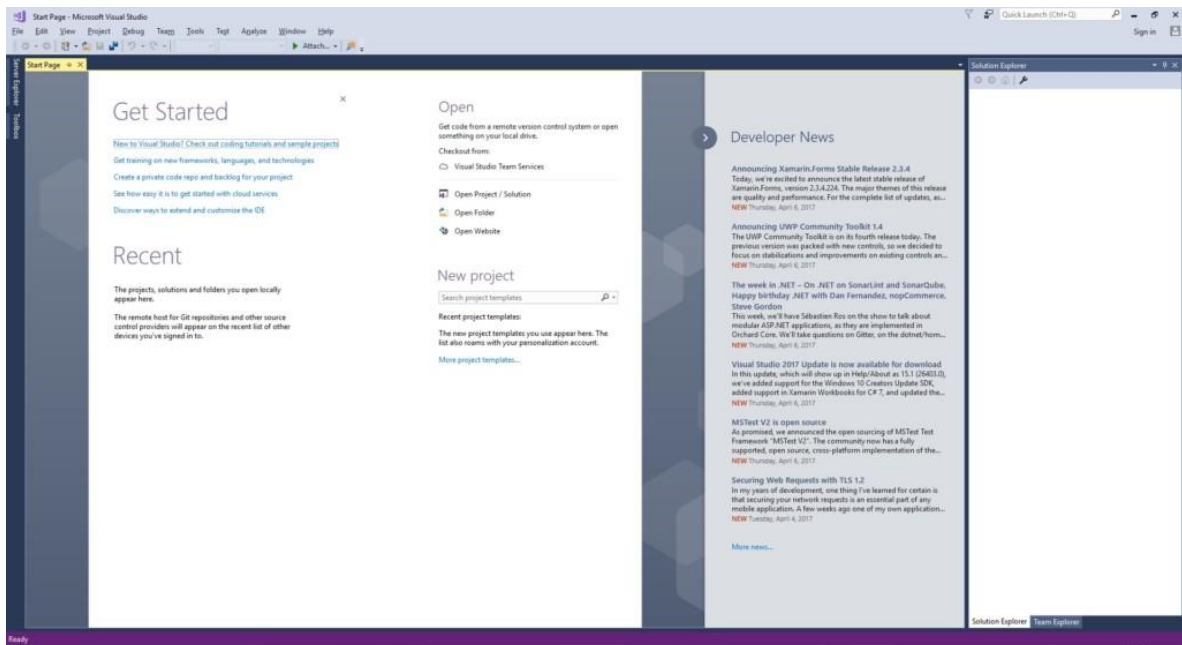 Start Page - Microsoft Visual Studio
Quick Launch (Ctrl+Q)
File Edit View Project Debug Team Tools Test Analyze Window Help
Sign in
Attach...
Server Explorer
Toolbox
Start Page
Get Started
New to Visual Studio? Check out coding tutorials and sample projects
Get training on new frameworks, languages, and technologies
Create a private code repo and backlog for your project
See how easy it is to get started with cloud services
Discover ways to extend and customize the IDE
Recent
The projects, solutions and folders you open locally
appear here.
The remote host for Git repositories and other source
control providers will appear on the recent list of other
devices you've signed in to.
Open
Get code from a remote version control system or open
something on your local drive.
Checkout from:
Visual Studio Team Services
Open Project / Solution
Open Folder
Open Website
New project
Search project templates
Recent project templates:
The new project templates you use appear here. The
list also roams with your personalization account.
More project templates...
Developer News
Announcing Xamarin.Forms Stable Release 2.3.4
Today, we're excited to announce the latest stable release of
Xamarin.Forms, version 2.3.4.224. The major themes of this release
are quality and performance. For the complete list of updates, as...
NEW Thursday, April 6, 2017
Announcing UWP Community Toolkit 1.4
The UWP Community Toolkit is on its fourth release today. The
previous version was packed with new controls, so we decided to
focus on stabilizations and improvements on existing controls an...
NEW Thursday, April 6, 2017
The week in .NET – On .NET on SonarLint and SonarQube,
Happy birthday .NET with Dan Fernandez, nopCommerce,
Steve Gordon
This week, we'll have Sébastien Ros on the show to talk about
modular ASP.NET applications, as they are implemented in
Orchard Core. We'll take questions on Gitter, on the dotnet/hom...
NEW Thursday, April 6, 2017
Visual Studio 2017 Update is now available for download
In this update, which will show up in Help/About as 15.1 (26403.0),
we've added support for the Windows 10 Creators Update SDK,
added support in Xamarin Workbooks for C# 7, and updated the...
NEW Thursday, April 6, 2017
MSTest V2 is open source
As promised, we announced the open sourcing of MSTest Test
Framework "MSTest V2". The community now has a fully
supported, open source, cross-platform implementation of the...
NEW Thursday, April 6, 2017
Securing Web Requests with TLS 1.2
In my years of development, one thing I've learned for certain is
that securing your network requests is an essential part of any
mobile application. A few weeks ago one of my own application...
NEW Tuesday, April 4, 2017
More news...
Solution Explorer
Solution Explorer Team Explorer
Ready